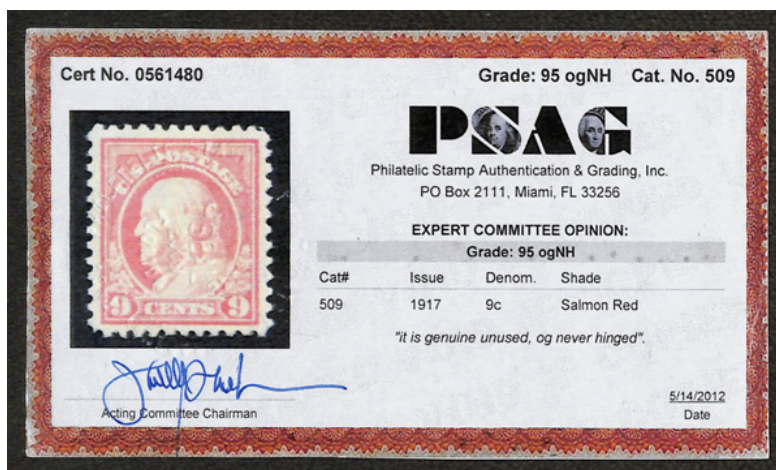 Cert No. 0561480
Grade: 95 ogNH Cat. No. 509
U.S. POSTAGE
9 CENTS 9
PSAG
Philatelic Stamp Authentication & Grading, Inc.
PO Box 2111, Miami, FL 33256
EXPERT COMMITTEE OPINION:
Grade: 95 ogNH
Cat# Issue Denom. Shade
509 1917 9c Salmon Red
"it is genuine unused, og never hinged".
Acting Committee Chairman
5/14/2012
Date